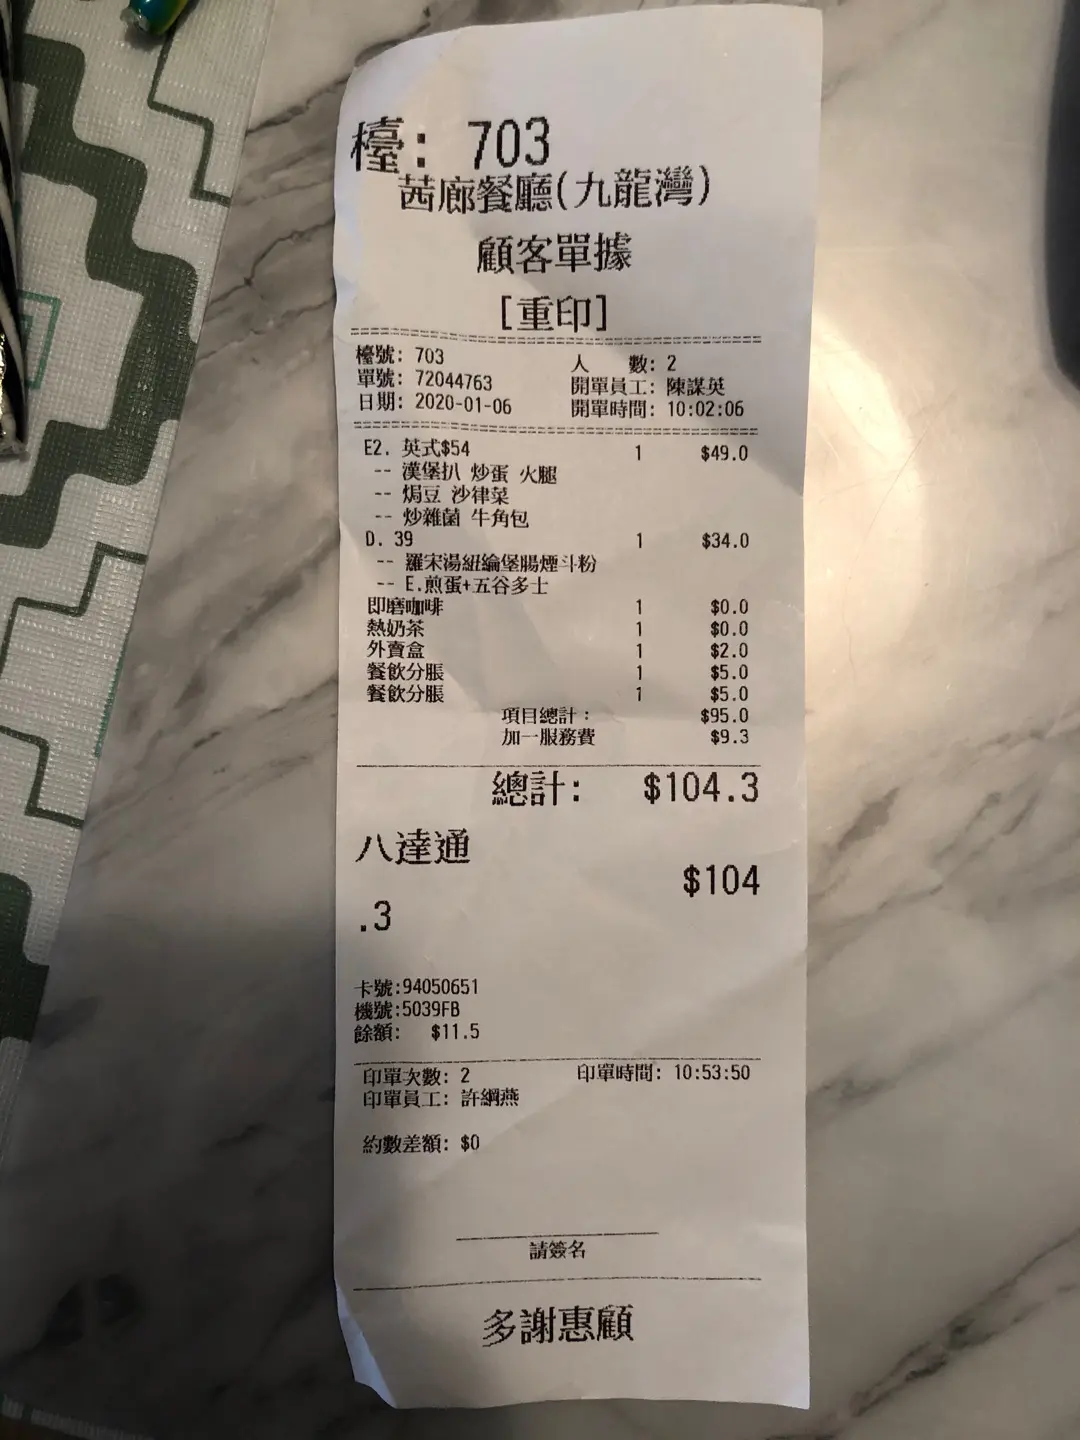 檯: 703
茜廊餐廳(九龍灣)
顧客單據
[重印]
檯號: 703 人 數: 2
單號: 72044763 開單員工: 陳謀英
日期: 2020-01-06 開單時間: 10:02:06
E2. 英式$54 1 $49.0
-- 漢堡扒 炒蛋 火腿
-- 焗豆 沙律菜
-- 炒雜菌 牛角包
D. 39 1 $34.0
-- 羅宋湯紐綸堡腸煙斗粉
-- E.煎蛋+五谷多士
即磨咖啡 1 $0.0
熱奶茶 1 $0.0
外賣盒 1 $2.0
餐飲分賬 1 $5.0
餐飲分賬 1 $5.0
項目總計: $95.0
加一服務費 $9.3
總計: $104.3
八達通
$104
.3
卡號:94050651
機號:5039FB
餘額: $11.5
印單次數: 2 印單時間: 10:53:50
印單員工: 許綱燕
約數差額: $0
請簽名
多謝惠顧